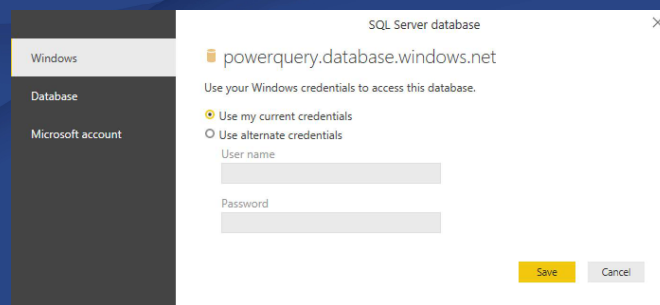 SQL Server database
Windows
Database
Microsoft account
powerquery.database.windows.net
Use your Windows credentials to access this database.
Use my current credentials
Use alternate credentials
User name
Password
Save
Cancel